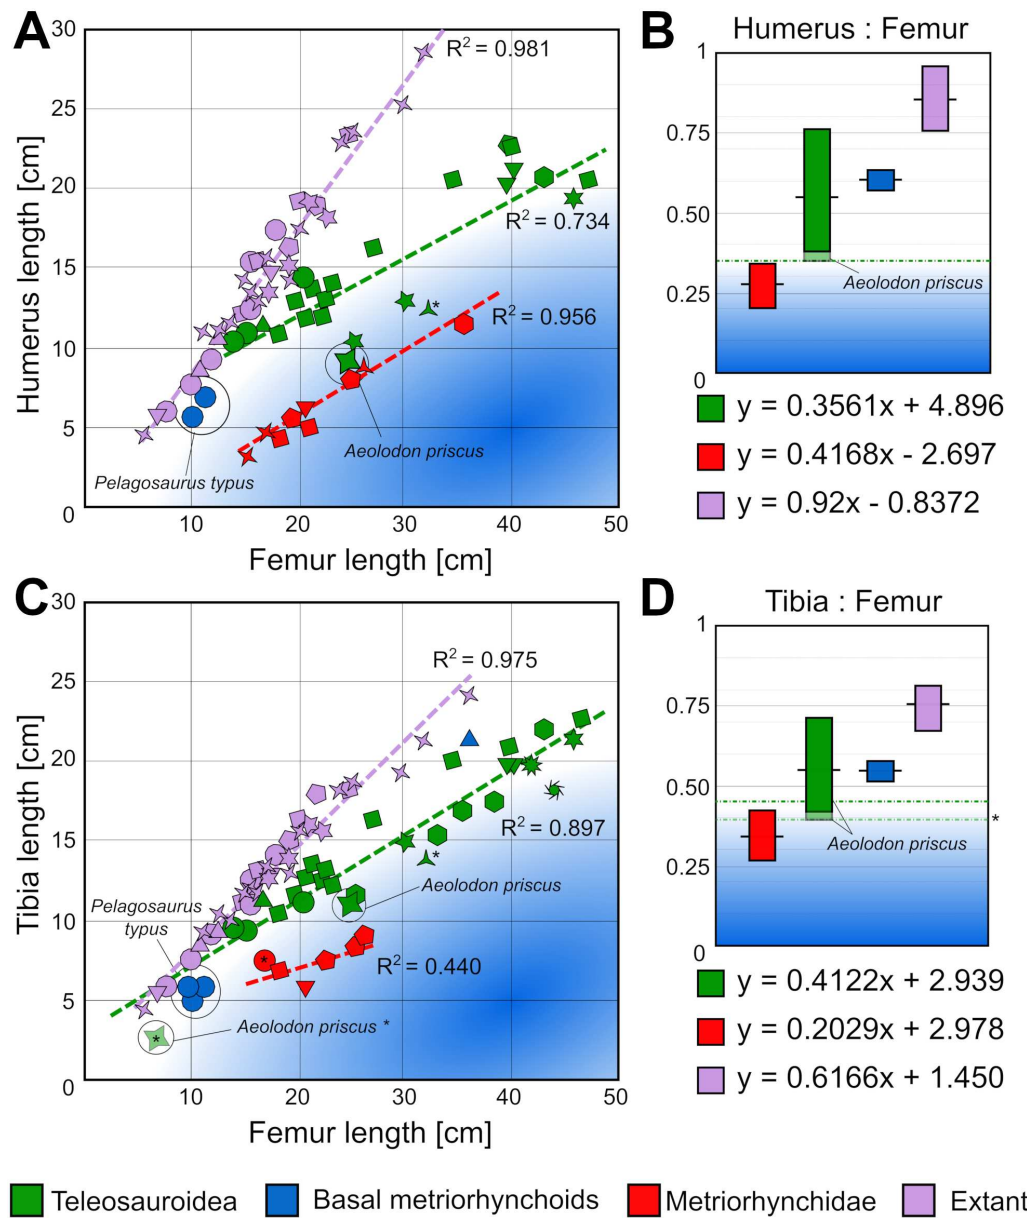 A
30
25
20
15
10
5
0
10
20
30
40
50
Humerus length [cm]
Femur length [cm]
R² = 0.981
R² = 0.734
R² = 0.956
*
Aeolodon priscus
Pelagosaurus typus
B
Humerus : Femur
1
0.75
0.50
0.25
0
Aeolodon priscus
y = 0.3561x + 4.896
y = 0.4168x - 2.697
y = 0.92x - 0.8372
C
30
25
20
15
10
5
0
10
20
30
40
50
Tibia length [cm]
Femur length [cm]
R² = 0.975
R² = 0.897
*
Aeolodon priscus
Pelagosaurus
typus
*
R² = 0.440
Aeolodon priscus *
*
D
Tibia : Femur
1
0.75
0.50
0.25
0
*
Aeolodon priscus
y = 0.4122x + 2.939
y = 0.2029x + 2.978
y = 0.6166x + 1.450
Teleosauroidea
Basal metriorhynchoids
Metriorhynchidae
Extant